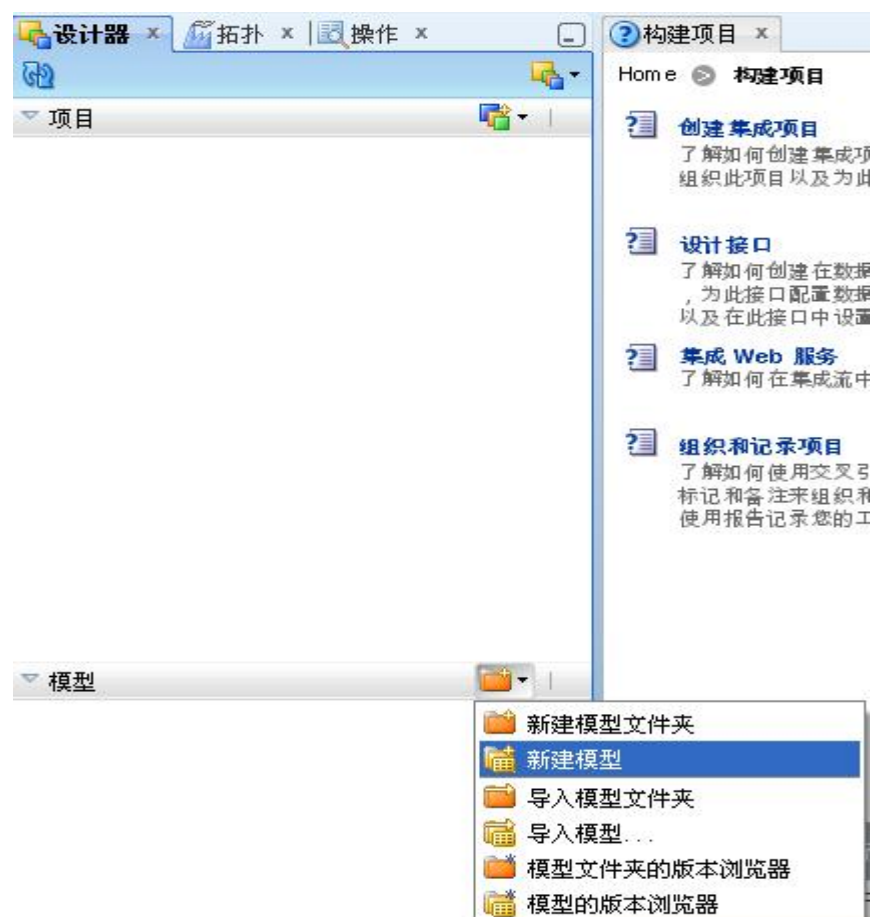 设计器 拓扑 操作
项目
模型
新建模型文件夹
新建模型
导入模型文件夹
导入模型...
模型文件夹的版本浏览器
模型的版本浏览器
构建项目
Home 构建项目
创建集成项目
了解如何创建集成项
组织此项目以及为此
设计接口
了解如何创建在数据
,为此接口配置数据
以及在此接口中设置
集成 Web 服务
了解如何在集成流中
组织和记录项目
了解如何使用交叉引
标记和备注来组织和
使用报告记录您的工